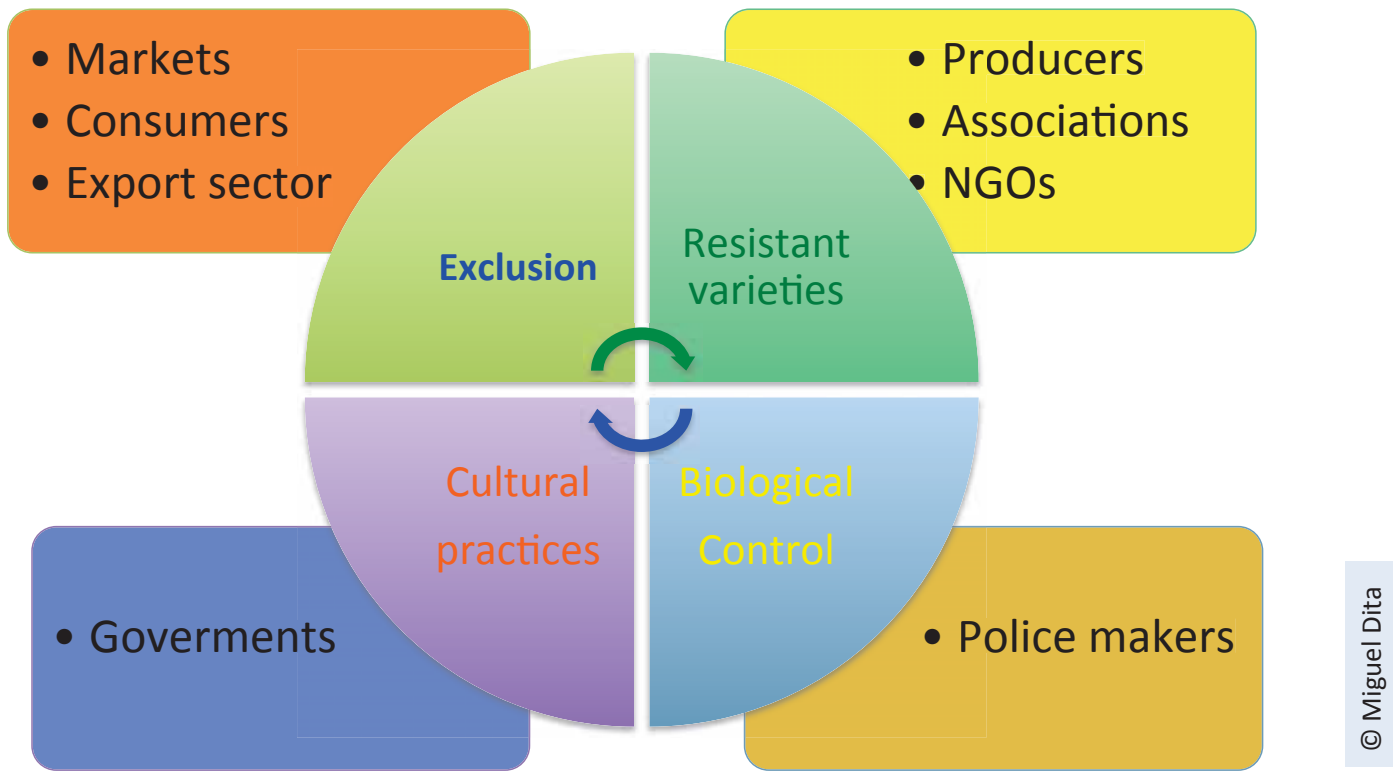 • Markets
• Consumers
• Export sector
• Producers
• Associations
• NGOs
Exclusion
Resistant
varieties
Cultural
practices
Biological
Control
• Goverments
• Police makers
© Miguel Dita